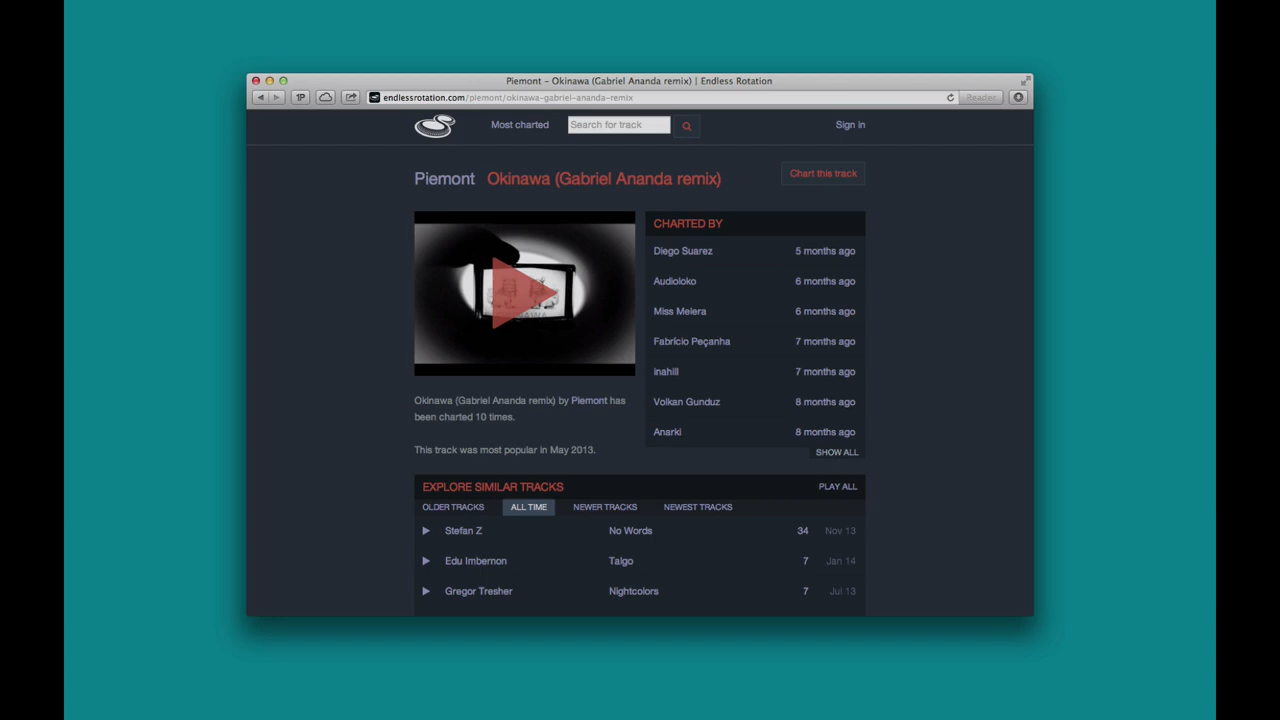 Piemont – Okinawa (Gabriel Ananda remix) | Endless Rotation
1P
endlessrotation.com/piemont/okinawa-gabriel-ananda-remix
Reader
Most charted
Search for track
Sign in
Piemont Okinawa (Gabriel Ananda remix)
Chart this track
CHARTED BY
Diego Suarez 5 months ago
Audioloko 6 months ago
Miss Melera 6 months ago
Fabrício Peçanha 7 months ago
inahill 7 months ago
Volkan Gunduz 8 months ago
Anarki 8 months ago
SHOW ALL
Okinawa (Gabriel Ananda remix) by Piemont has
been charted 10 times.
This track was most popular in May 2013.
EXPLORE SIMILAR TRACKS PLAY ALL
OLDER TRACKS ALL TIME NEWER TRACKS NEWEST TRACKS
Stefan Z No Words 34 Nov 13
Edu Imbernon Talgo 7 Jan 14
Gregor Tresher Nightcolors 7 Jul 13